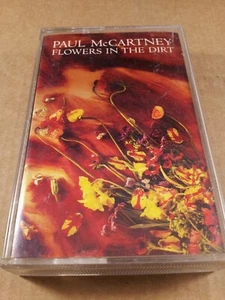 PAUL McCARTNEY:
FLOWERS IN THE DIRT